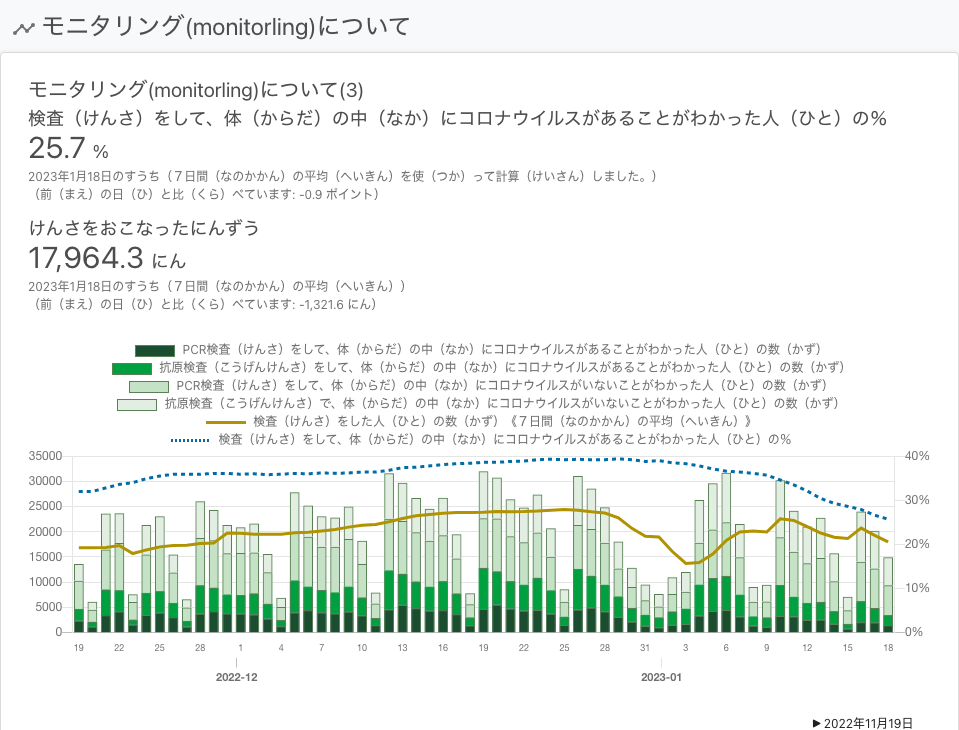 モニタリング(monitorling)について
モニタリング(monitorling)について(3)
検査（けんさ）をして、体（からだ）の中（なか）にコロナウイルスがあることがわかった人（ひと）の%
25.7 %
2023年1月18日のすうち（７日間（なのかかん）の平均（へいきん）を使（つか）って計算（けいさん）しました。）
（前（まえ）の日（ひ）と比（くら）べています: -0.9 ポイント）
けんさをおこなったにんずう
17,964.3 にん
2023年1月18日のすうち（７日間（なのかかん）の平均（へいきん））
（前（まえ）の日（ひ）と比（くら）べています: -1,321.6 にん）
PCR検査（けんさ）をして、体（からだ）の中（なか）にコロナウイルスがあることがわかった人（ひと）の数（かず）
抗原検査（こうげんけんさ）をして、体（からだ）の中（なか）にコロナウイルスがあることがわかった人（ひと）の数（かず）
PCR検査（けんさ）をして、体（からだ）の中（なか）にコロナウイルスがいないことがわかった人（ひと）の数（かず）
抗原検査（こうげんけんさ）で、体（からだ）の中（なか）にコロナウイルスがいないことがわかった人（ひと）の数（かず）
検査（けんさ）をした人（ひと）の数（かず）《７日間（なのかかん）の平均（へいきん）》
検査（けんさ）をして、体（からだ）の中（なか）にコロナウイルスがあることがわかった人（ひと）の%
35000 40%
30000
25000 30%
20000
15000 20%
10000 10%
5000
0 0%
19 22 25 28 1 4 7 10 13 16 19 22 25 28 31 3 6 9 12 15 18
2022-12 2023-01
▶ 2022年11月19日